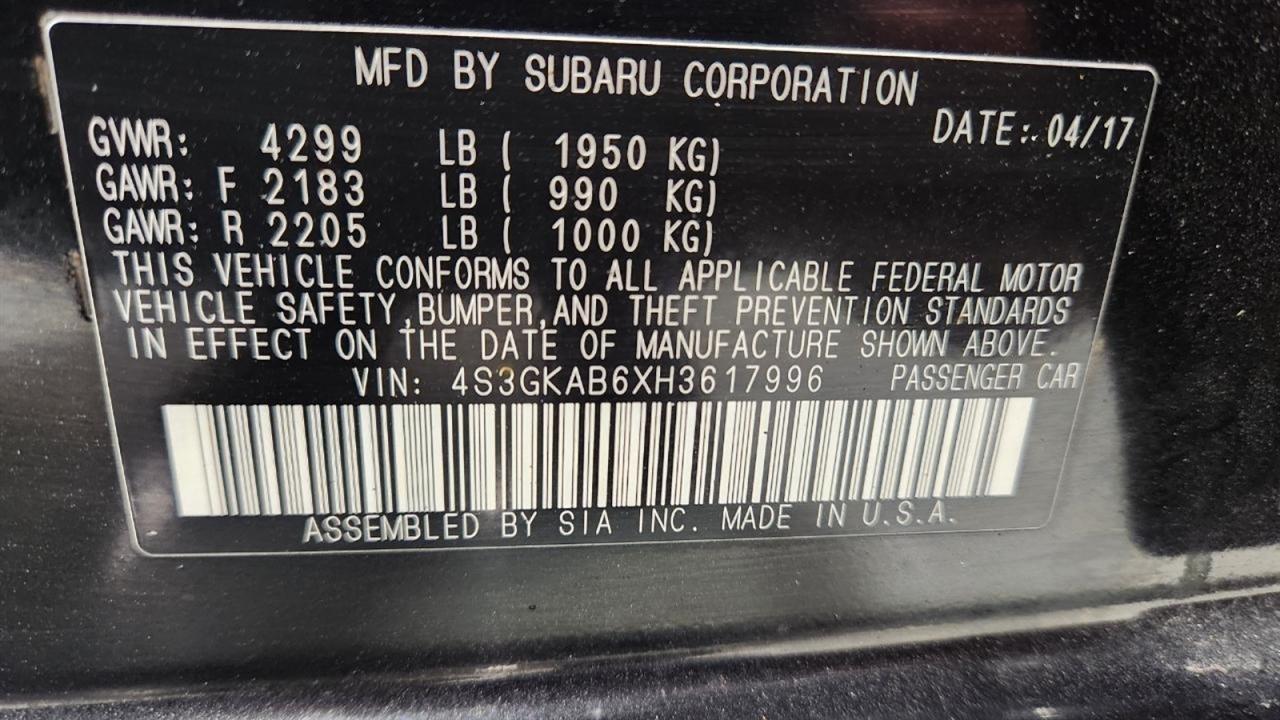 MFD BY SUBARU CORPORATION
DATE: 04/17
GVWR: 4299 LB ( 1950 KG)
GAWR: F 2183 LB ( 990 KG)
GAWR: R 2205 LB ( 1000 KG)
THIS VEHICLE CONFORMS TO ALL APPLICABLE FEDERAL MOTOR
VEHICLE SAFETY,BUMPER,AND THEFT PREVENTION STANDARDS
IN EFFECT ON THE DATE OF MANUFACTURE SHOWN ABOVE.
VIN: 4S3GKAB6XH3617996 PASSENGER CAR
ASSEMBLED BY SIA INC. MADE IN U.S.A.